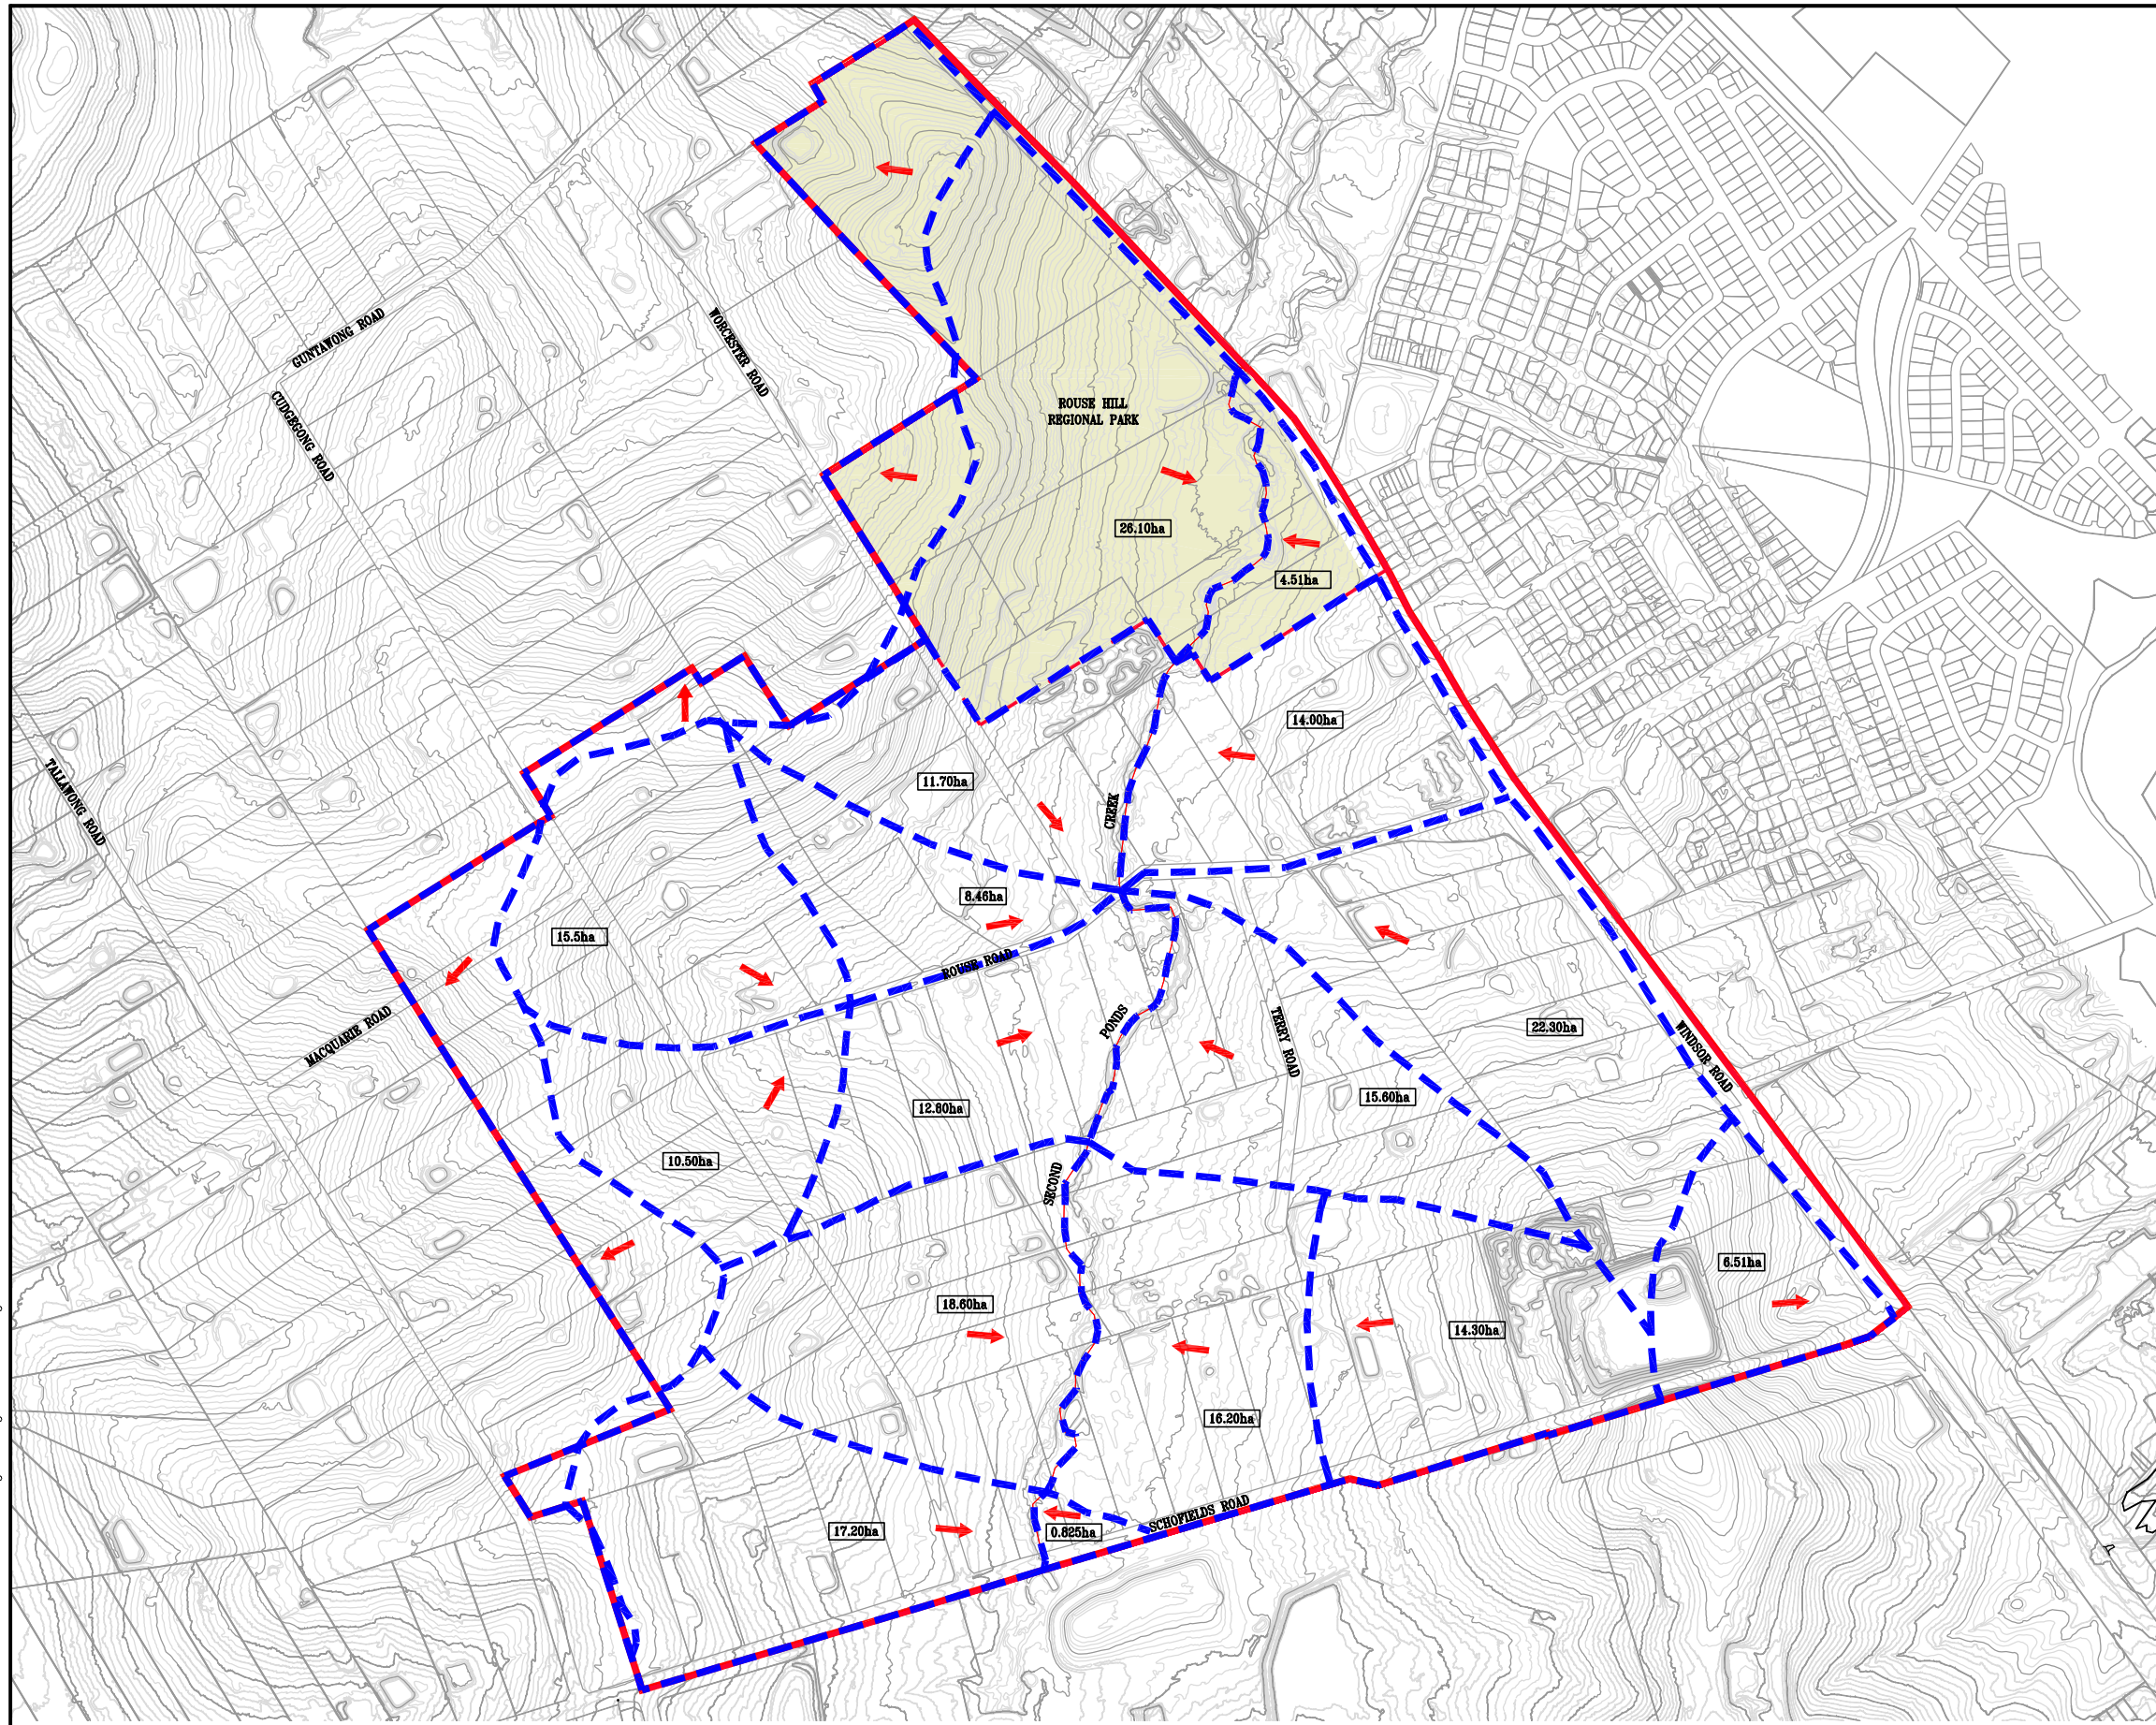 GUNTAWONG ROAD
WORCESTER ROAD
CUDGEGONG ROAD
ROUSE HILL
REGIONAL PARK
26.10ha
4.51ha
14.00ha
TALLAWONG ROAD
11.70ha
CREEK
8.46ha
15.5ha
ROUSE ROAD
MACQUARIE ROAD
PONDS
TERRY ROAD
22.30ha
WINDSOR ROAD
15.60ha
12.60ha
10.50ha
SECOND
6.51ha
18.60ha
14.30ha
16.20ha
SCHOFIELDS ROAD
17.20ha
0.825ha